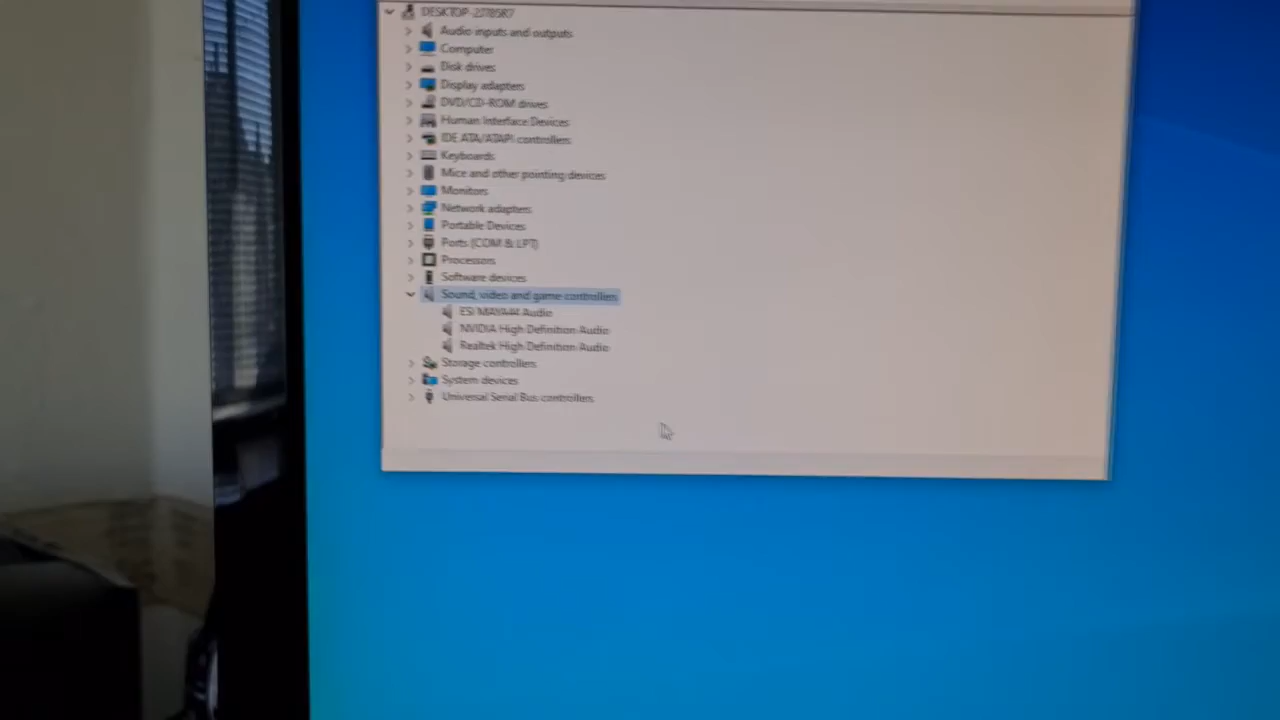 Audio inputs and outputs
Computer
Disk drives
Display adapters
DVD/CD-ROM drives
Human Interface Devices
IDE ATA/ATAPI controllers
Keyboards
Mice and other pointing devices
Monitors
Network adapters
Portable Devices
Ports (COM & LPT)
Processors
Software devices
Sound, video and game controllers
ESI MAYA44 Audio
NVIDIA High Definition Audio
Realtek High Definition Audio
Storage controllers
System devices
Universal Serial Bus controllers